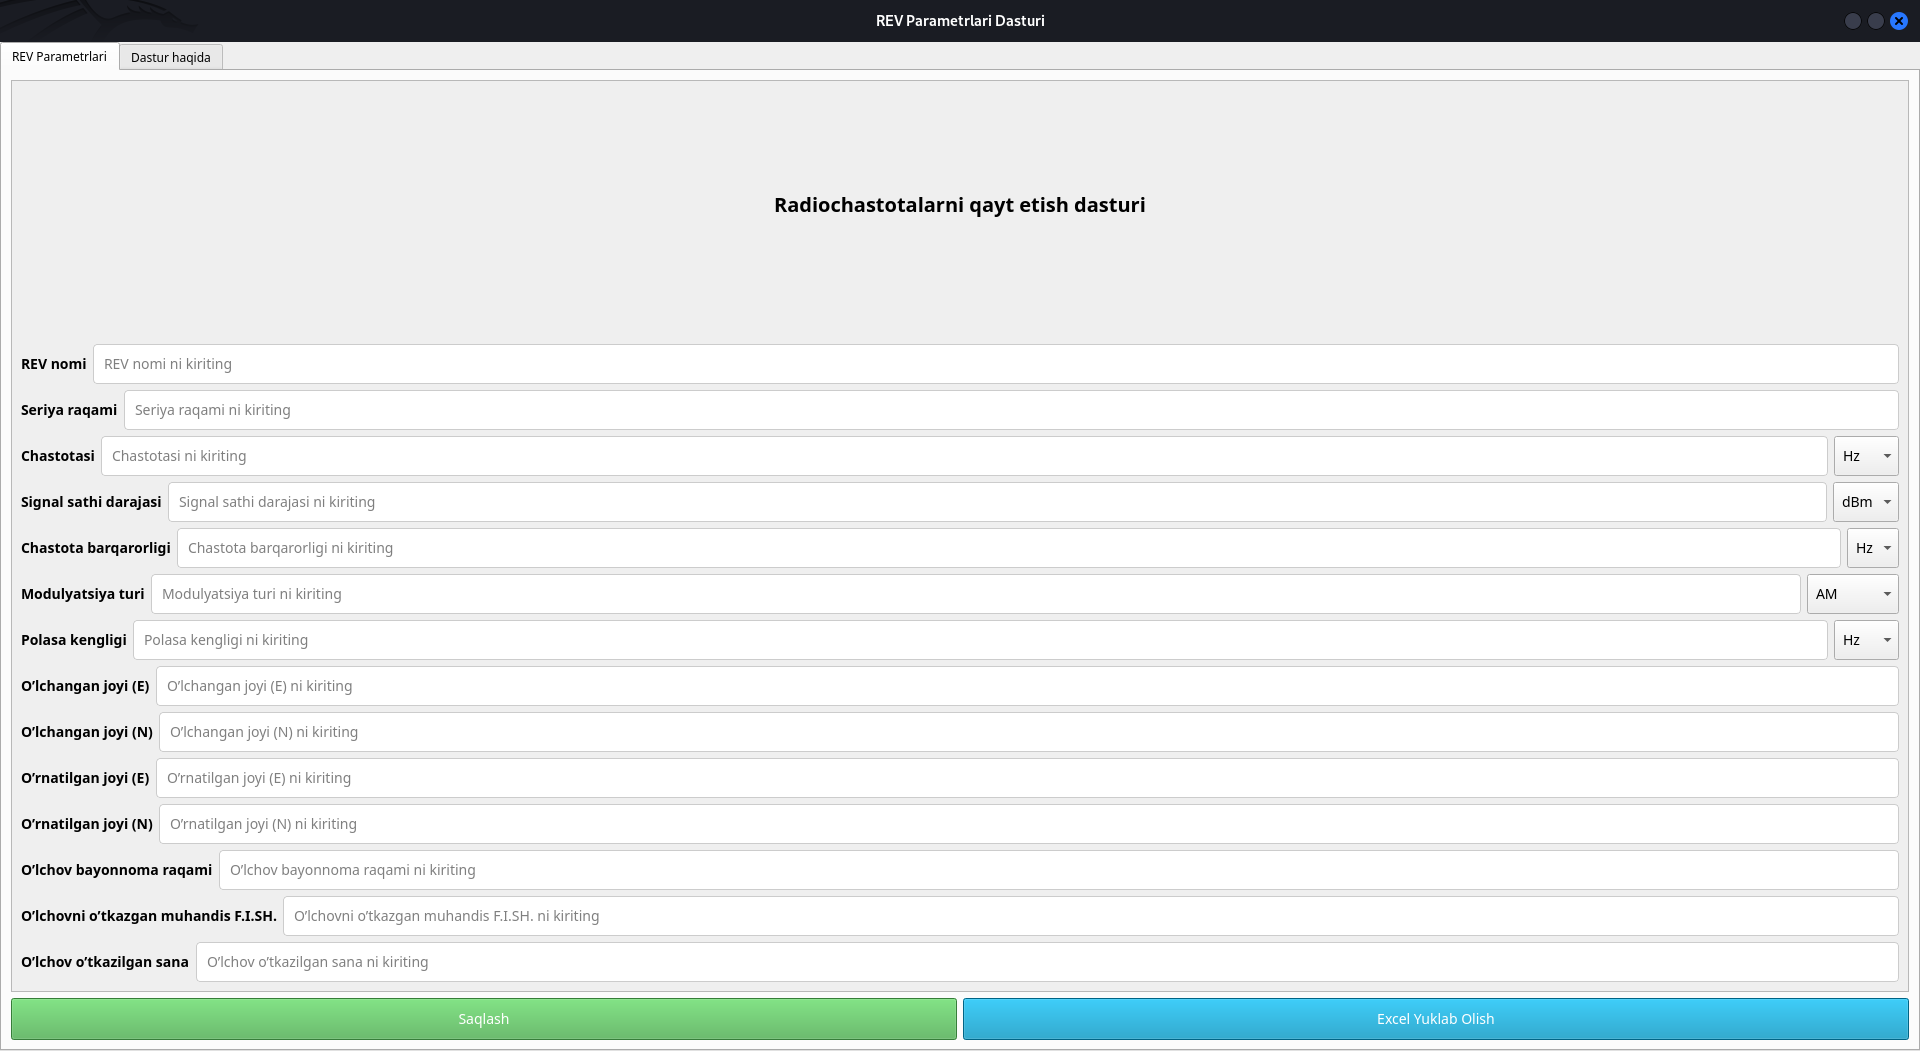 REV Parametrlari Dasturi
REV Parametrlari Dastur haqida
Radiochastotalarni qayt etish dasturi
REV nomi REV nomi ni kiriting
Seriya raqami Seriya raqami ni kiriting
Chastotasi Chastotasi ni kiriting Hz
Signal sathi darajasi Signal sathi darajasi ni kiriting dBm
Chastota barqarorligi Chastota barqarorligi ni kiriting Hz
Modulyatsiya turi Modulyatsiya turi ni kiriting AM
Polasa kengligi Polasa kengligi ni kiriting Hz
O‘lchangan joyi (E) O‘lchangan joyi (E) ni kiriting
O‘lchangan joyi (N) O‘lchangan joyi (N) ni kiriting
O‘rnatilgan joyi (E) O‘rnatilgan joyi (E) ni kiriting
O‘rnatilgan joyi (N) O‘rnatilgan joyi (N) ni kiriting
O‘lchov bayonnoma raqami O‘lchov bayonnoma raqami ni kiriting
O‘lchovni o‘tkazgan muhandis F.I.SH. O‘lchovni o‘tkazgan muhandis F.I.SH. ni kiriting
O‘lchov o‘tkazilgan sana O‘lchov o‘tkazilgan sana ni kiriting
Saqlash Excel Yuklab Olish